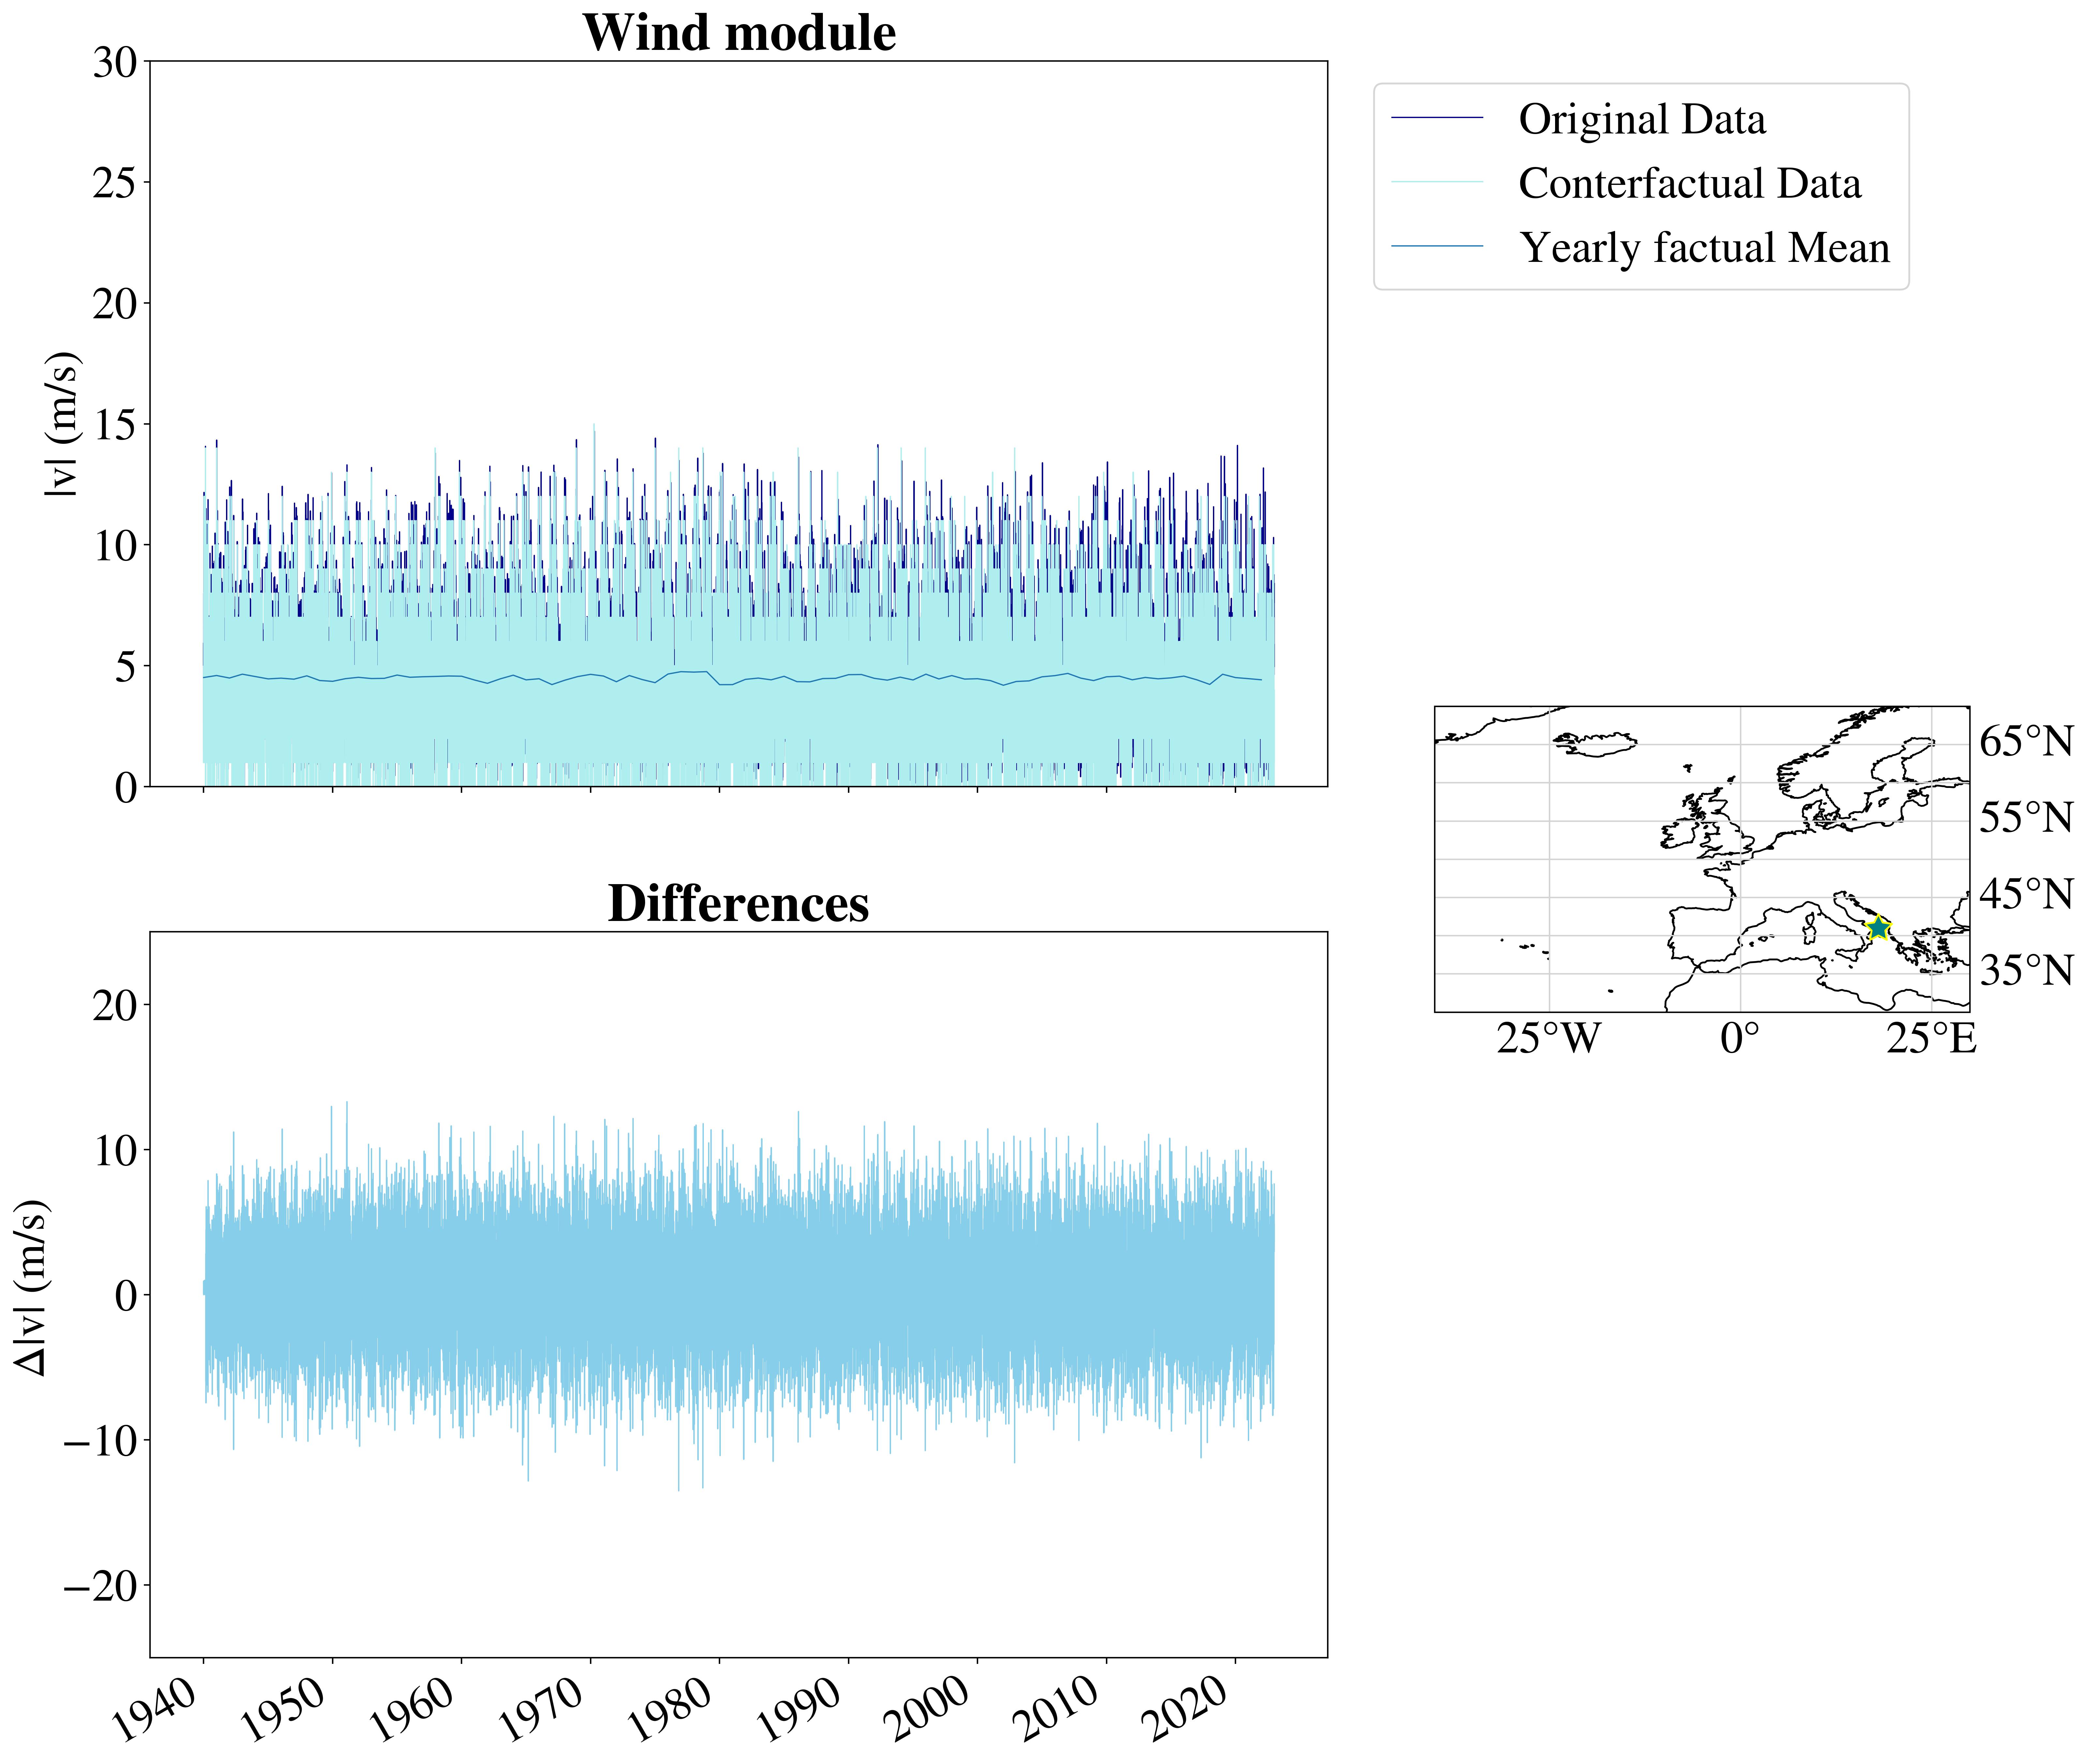 Wind module
30
25
20
15
10
5
0
|v| (m/s)
Original Data
Conterfactual Data
Yearly factual Mean
65°N
55°N
45°N
35°N
25°W 0° 25°E
Differences
20
10
0
−10
−20
Δ|v| (m/s)
1940 1950 1960 1970 1980 1990 2000 2010 2020